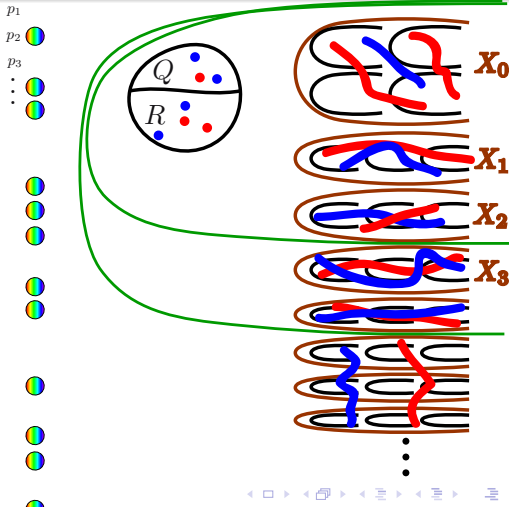 p₁
p₂
p₃
Q
R
X₀
X₁
X₂
X₃